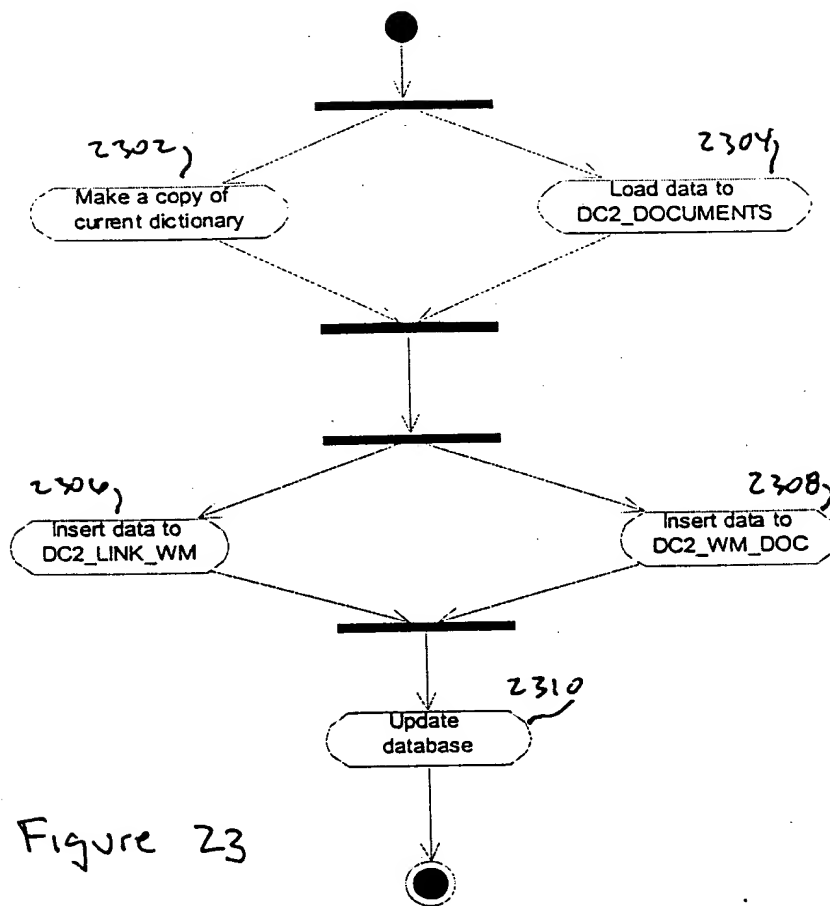 2302
2304
Make a copy of
current dictionary
Load data to
DC2_DOCUMENTS
2306
2308
Insert data to
DC2_LINK_WM
Insert data to
DC2_WM_DOC
2310
Update
database
Figure 23